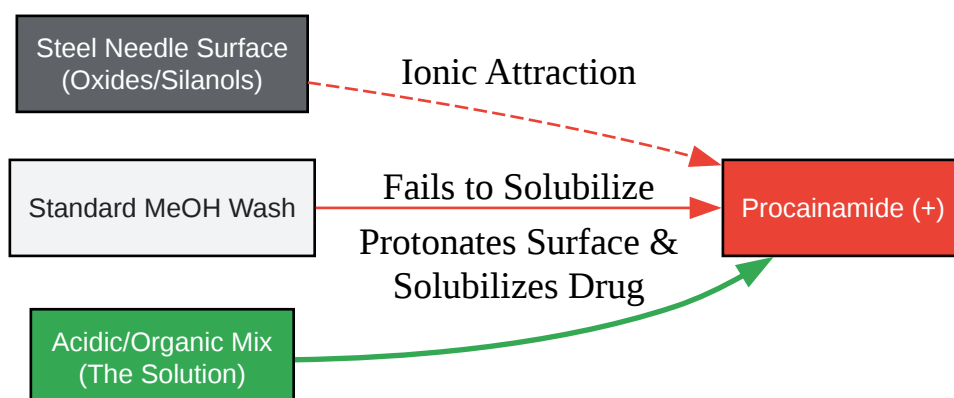 Steel Needle Surface
(Oxides/Silanols)
Ionic Attraction
Standard MeOH Wash
Fails to Solubilize
Procainamide (+)
Protonates Surface &
Solubilizes Drug
Acidic/Organic Mix
(The Solution)